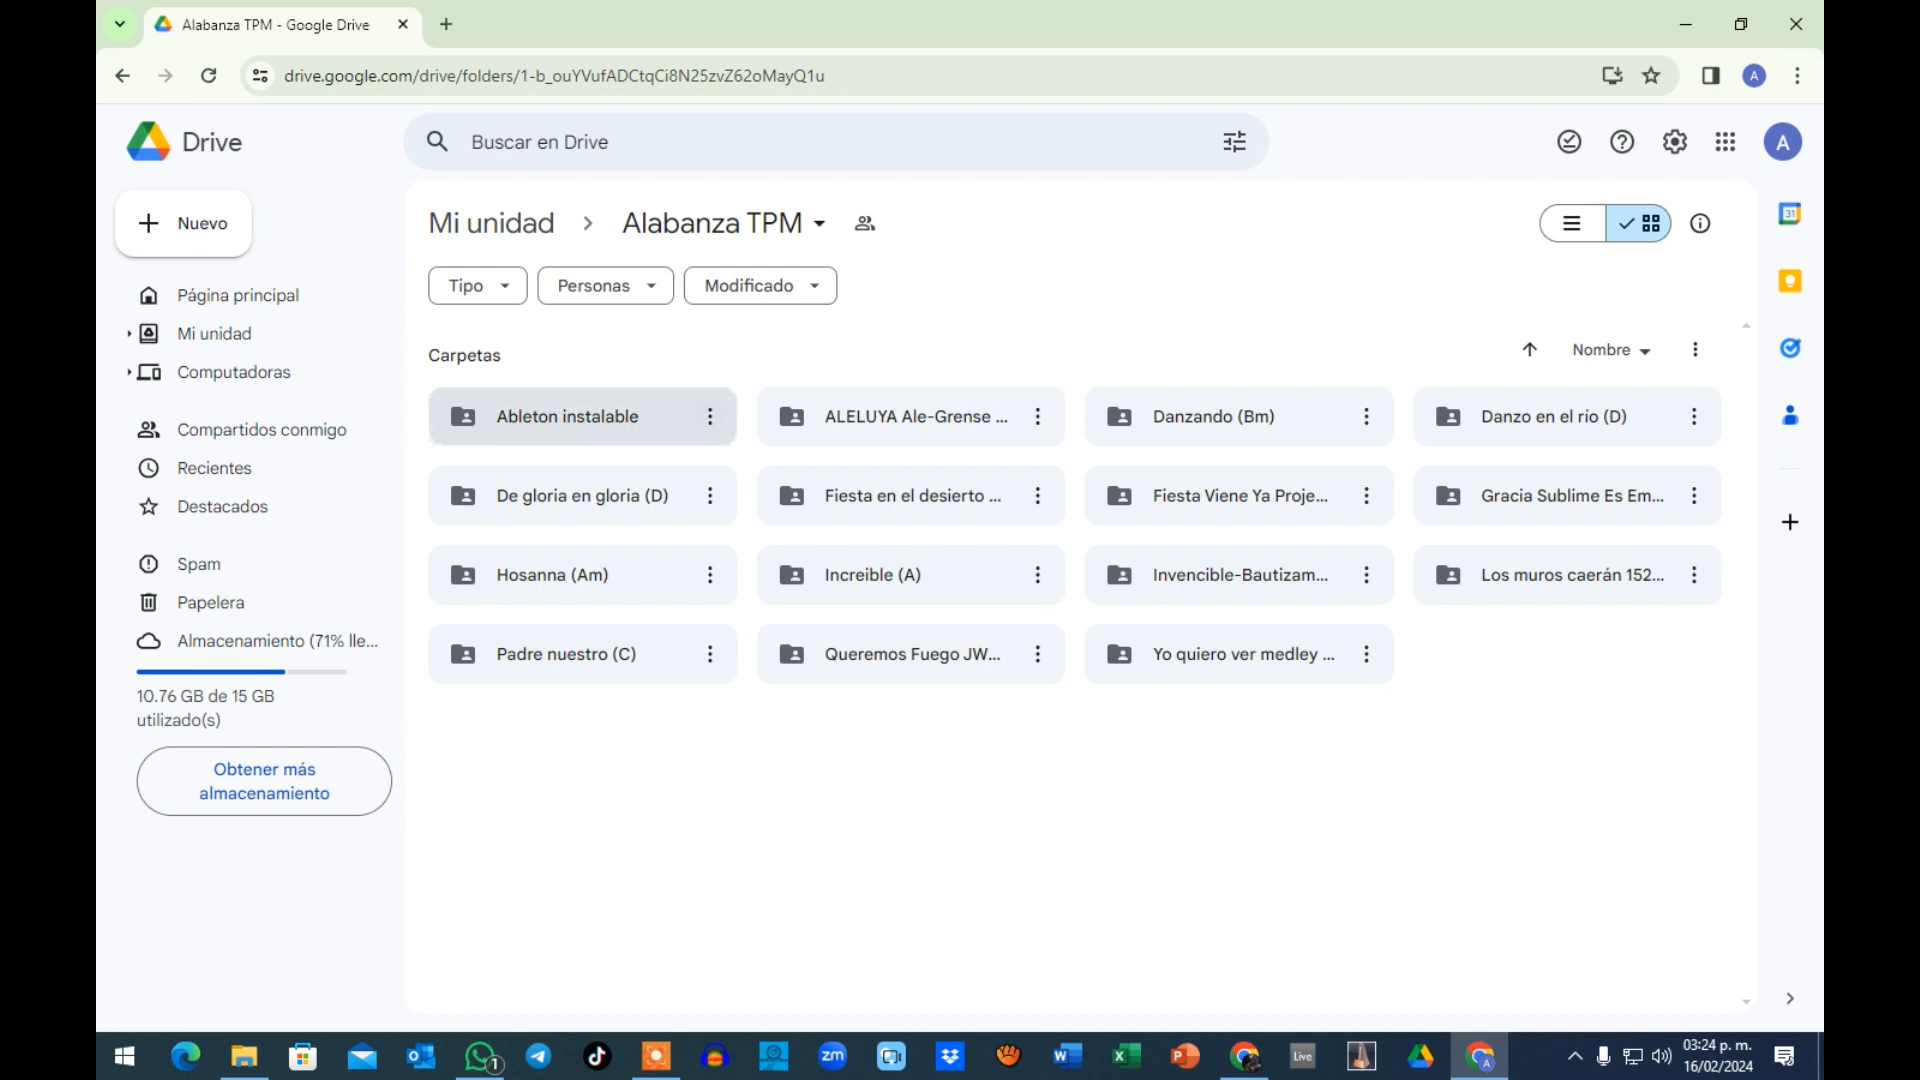 Alabanza TPM - Google Drive
drive.google.com/drive/folders/1-b_ouYVufADCtqCi8N25zvZ62oMayQ1u
A
Drive
Buscar en Drive
A
Nuevo
Mi unidad
Alabanza TPM
31
Tipo
Personas
Modificado
Página principal
Mi unidad
Computadoras
Compartidos conmigo
Recientes
Destacados
Spam
Papelera
Almacenamiento (71% lle...
10.76 GB de 15 GB
utilizado(s)
Obtener más
almacenamiento
Carpetas
Nombre
Ableton instalable
ALELUYA Ale-Grense ...
Danzando (Bm)
Danzo en el río (D)
De gloria en gloria (D)
Fiesta en el desierto ...
Fiesta Viene Ya Proje...
Gracia Sublime Es Em...
Hosanna (Am)
Increible (A)
Invencible-Bautizam...
Los muros caerán 152...
Padre nuestro (C)
Queremos Fuego JW...
Yo quiero ver medley ...
1
zm
Live
A
03:24 p. m.
16/02/2024